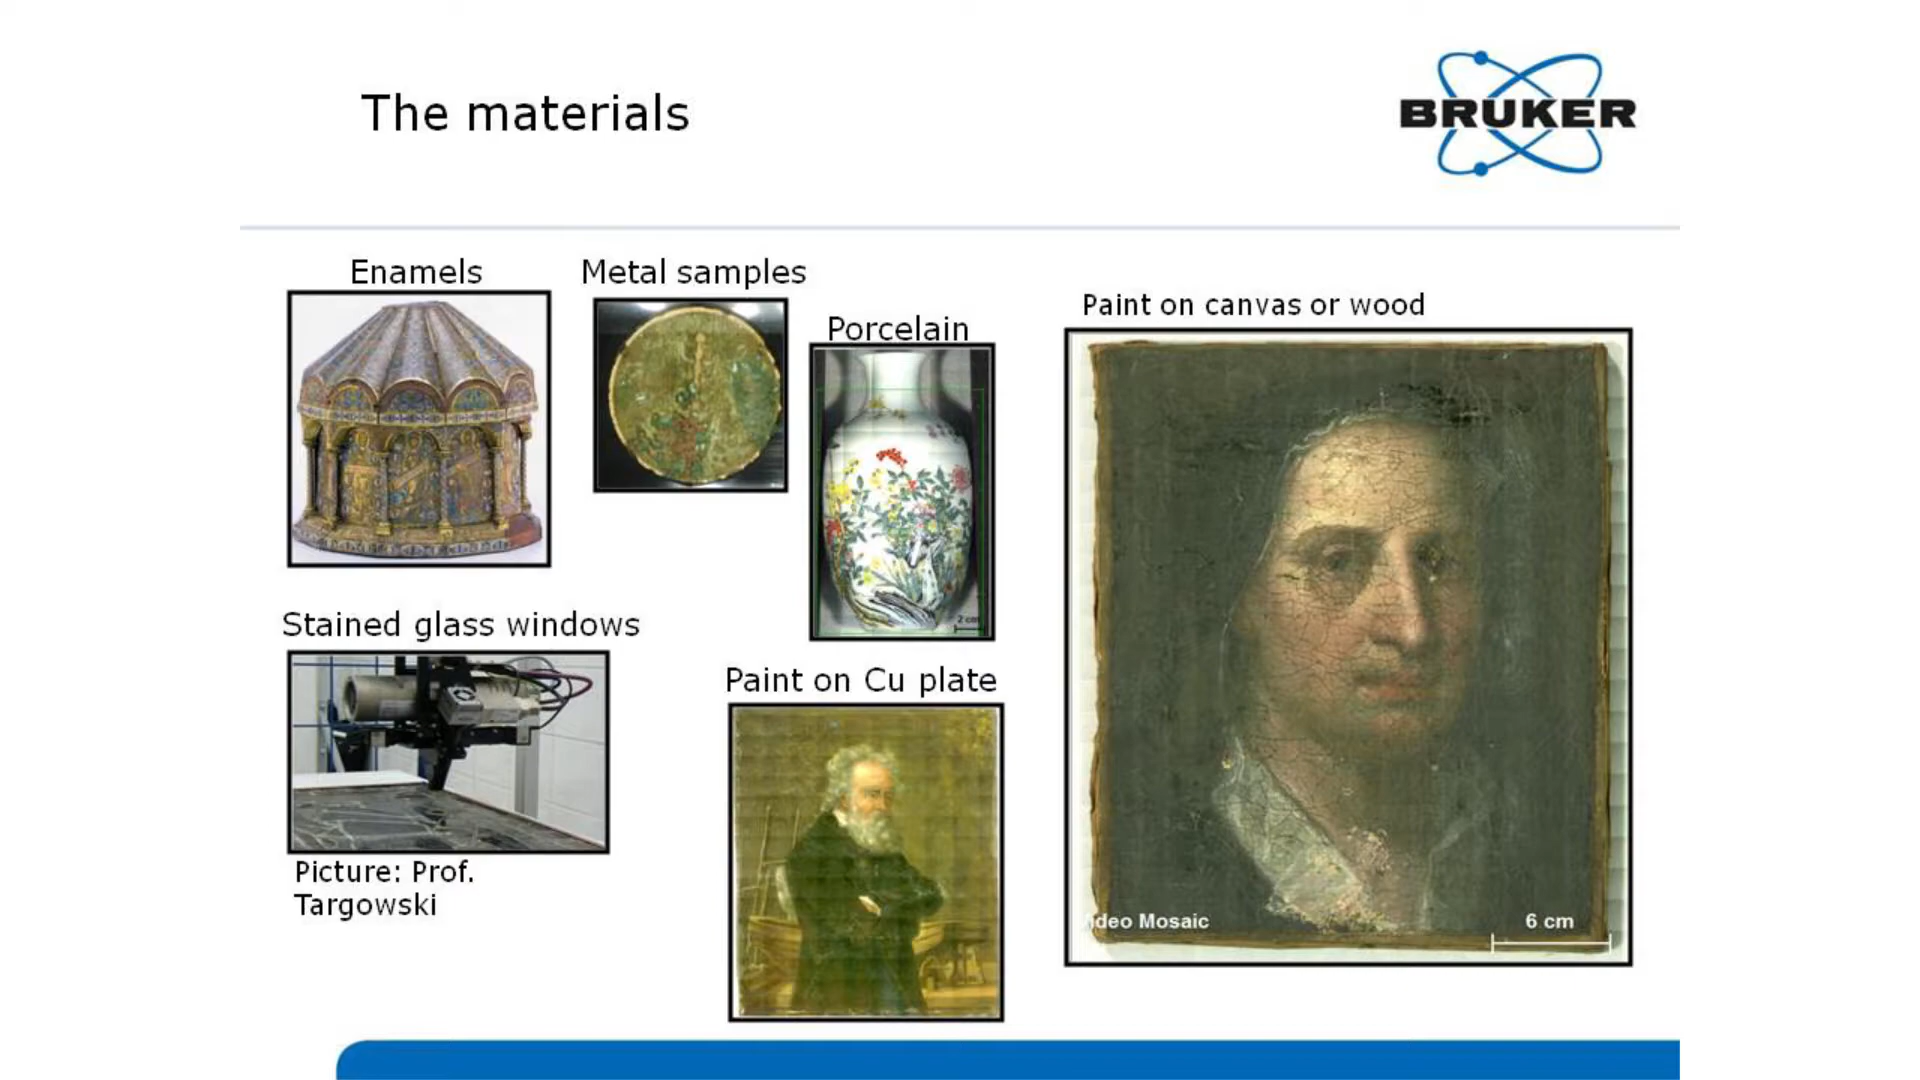 The materials
BRUKER
Enamels
Metal samples
Porcelain
2 cm
Paint on canvas or wood
Stained glass windows
Picture: Prof.
Targowski
Paint on Cu plate
Mosaic
6 cm